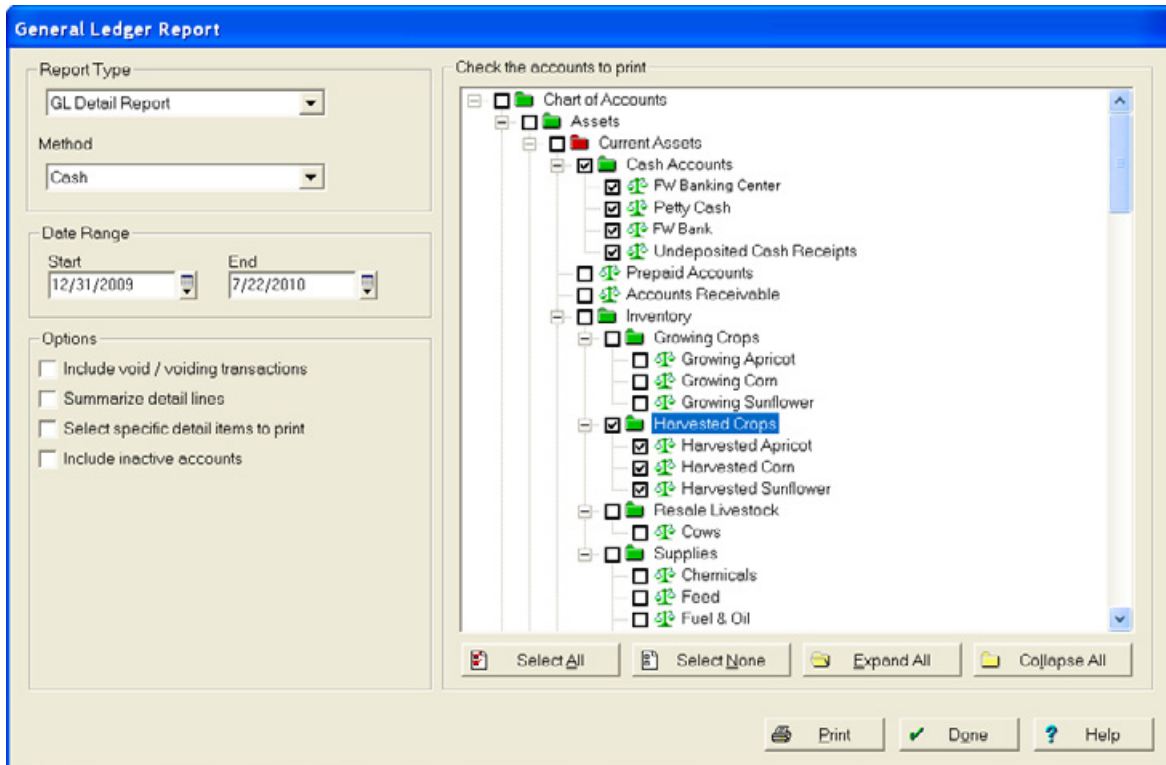 General Ledger Report
Report Type
GL Detail Report
Method
Cash
Date Range
Start End
12/31/2009 7/22/2010
Options
Include void / voiding transactions
Summarize detail lines
Select specific detail items to print
Include inactive accounts
Check the accounts to print
Chart of Accounts
Assets
Current Assets
Cash Accounts
FW Banking Center
Petty Cash
FW Bank
Undeposited Cash Receipts
Prepaid Accounts
Accounts Receivable
Inventory
Growing Crops
Growing Apricot
Growing Corn
Growing Sunflower
Harvested Crops
Harvested Apricot
Harvested Corn
Harvested Sunflower
Resale Livestock
Cows
Supplies
Chemicals
Feed
Fuel & Oil
Select All Select None Expand All Collapse All
Print Done ? Help